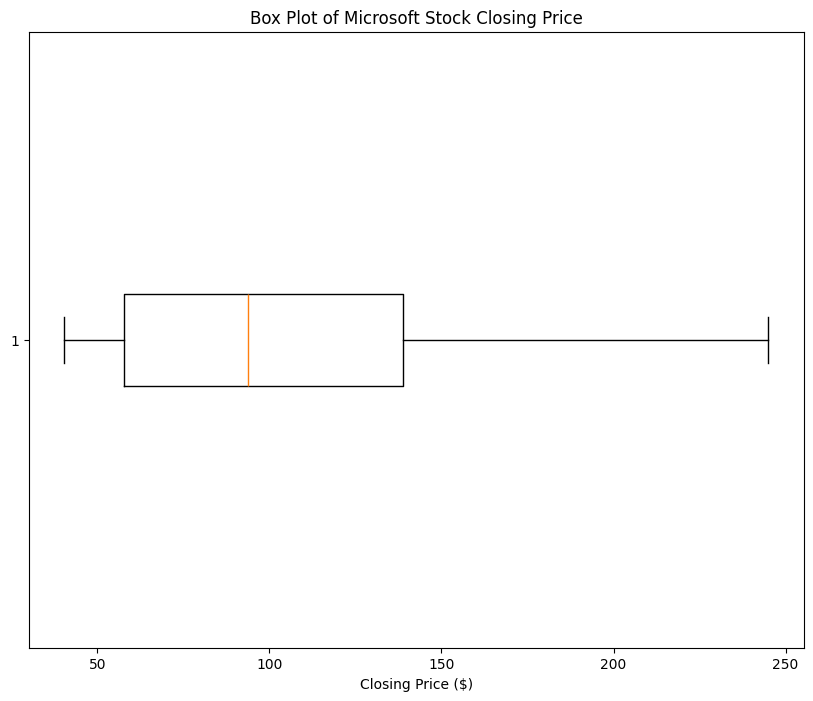 Box Plot of Microsoft Stock Closing Price
1
50 100 150 200 250
Closing Price ($)